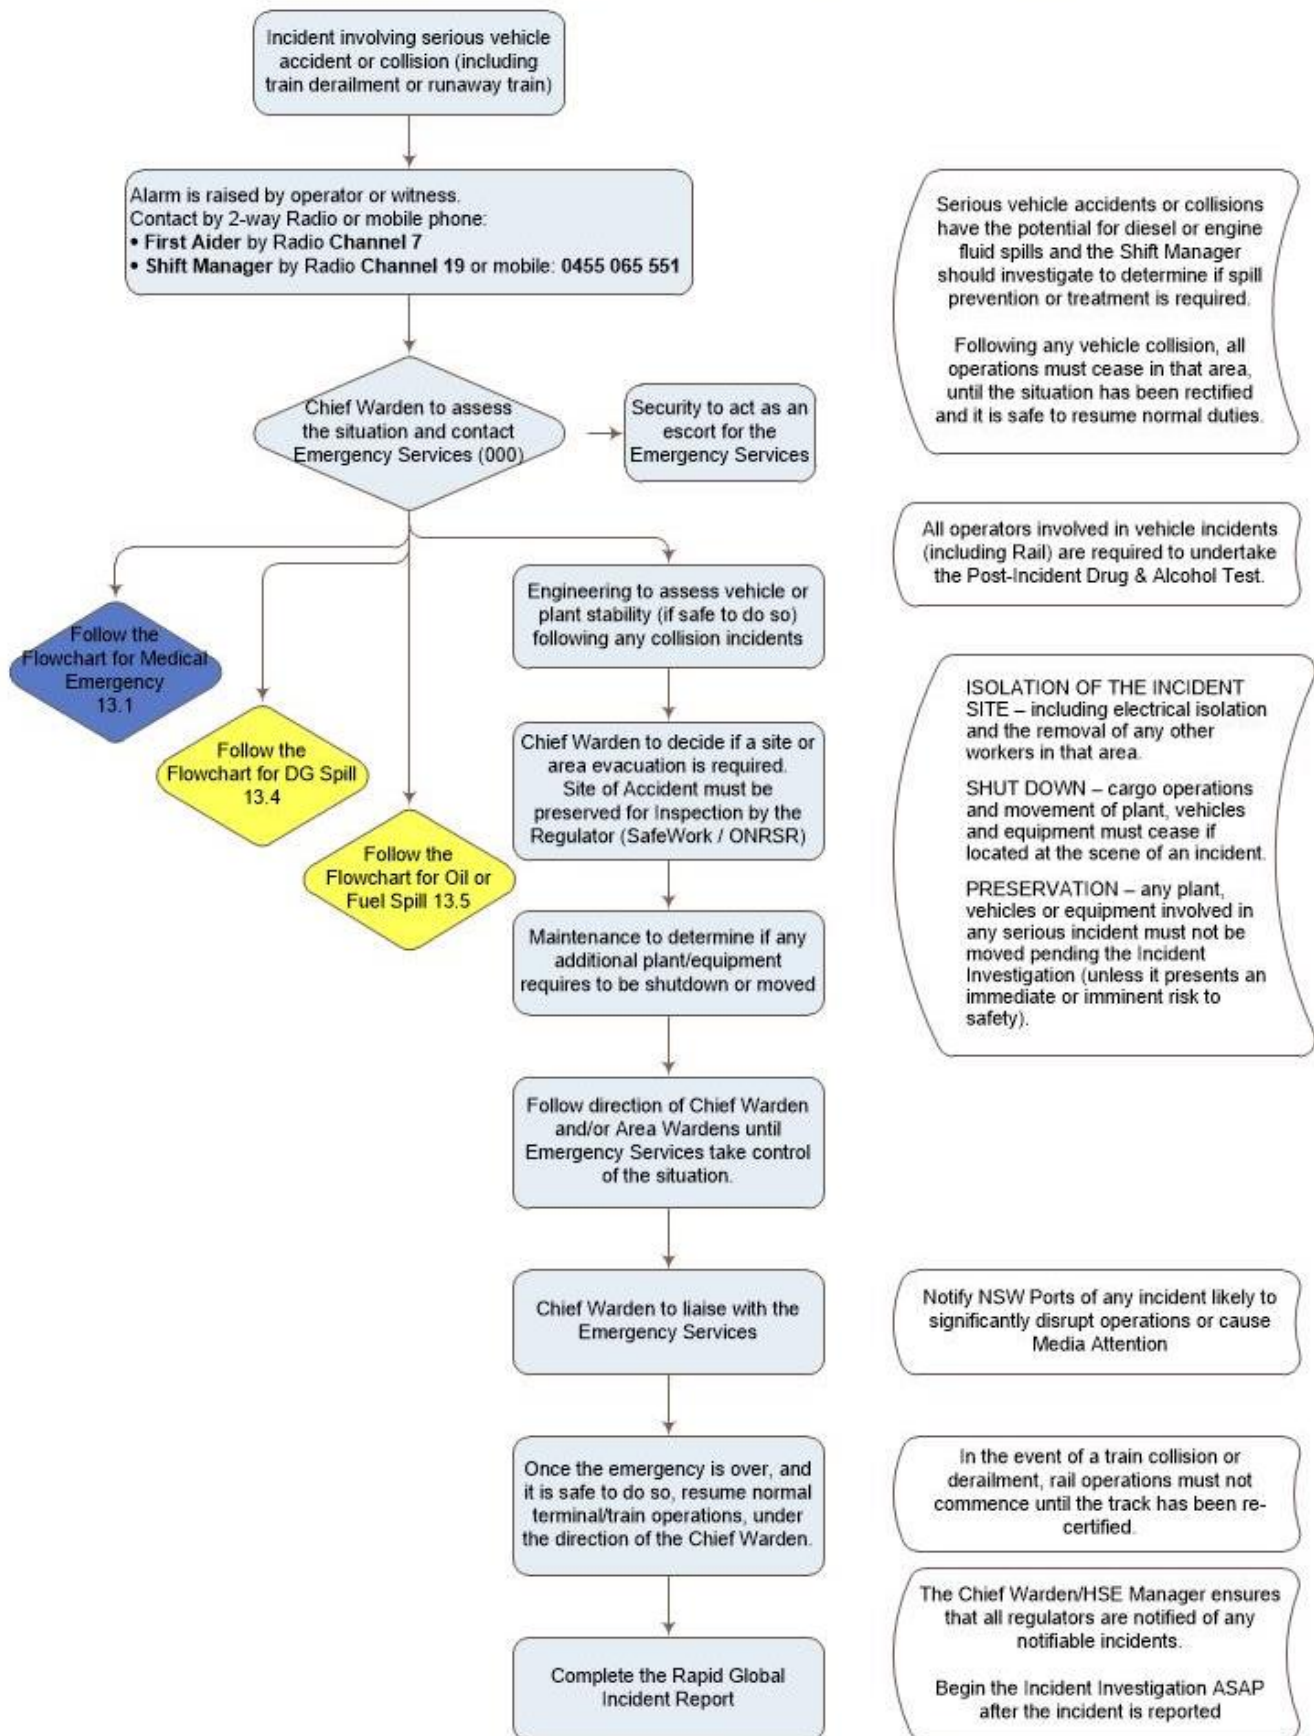 Incident involving serious vehicle
accident or collision (including
train derailment or runaway train)
Alarm is raised by operator or witness.
Contact by 2-way Radio or mobile phone:
• First Aider by Radio Channel 7
• Shift Manager by Radio Channel 19 or mobile: 0455 065 551
Serious vehicle accidents or collisions
have the potential for diesel or engine
fluid spills and the Shift Manager
should investigate to determine if spill
prevention or treatment is required.
Following any vehicle collision, all
operations must cease in that area,
until the situation has been rectified
and it is safe to resume normal duties.
Chief Warden to assess
the situation and contact
Emergency Services (000)
Security to act as an
escort for the
Emergency Services
All operators involved in vehicle incidents
(including Rail) are required to undertake
the Post-Incident Drug & Alcohol Test.
Follow the
Flowchart for Medical
Emergency
13.1
Follow the
Flowchart for DG Spill
13.4
Follow the
Flowchart for Oil or
Fuel Spill 13.5
Engineering to assess vehicle or
plant stability (if safe to do so)
following any collision incidents
Chief Warden to decide if a site or
area evacuation is required.
Site of Accident must be
preserved for Inspection by the
Regulator (SafeWork / ONRSR)
Maintenance to determine if any
additional plant/equipment
requires to be shutdown or moved
ISOLATION OF THE INCIDENT
SITE – including electrical isolation
and the removal of any other
workers in that area.
SHUT DOWN – cargo operations
and movement of plant, vehicles
and equipment must cease if
located at the scene of an incident.
PRESERVATION – any plant,
vehicles or equipment involved in
any serious incident must not be
moved pending the Incident
Investigation (unless it presents an
immediate or imminent risk to
safety).
Follow direction of Chief Warden
and/or Area Wardens until
Emergency Services take control
of the situation.
Chief Warden to liaise with the
Emergency Services
Notify NSW Ports of any incident likely to
significantly disrupt operations or cause
Media Attention
Once the emergency is over, and
it is safe to do so, resume normal
terminal/train operations, under
the direction of the Chief Warden.
In the event of a train collision or
derailment, rail operations must not
commence until the track has been re-
certified.
Complete the Rapid Global
Incident Report
The Chief Warden/HSE Manager ensures
that all regulators are notified of any
notifiable incidents.
Begin the Incident Investigation ASAP
after the incident is reported